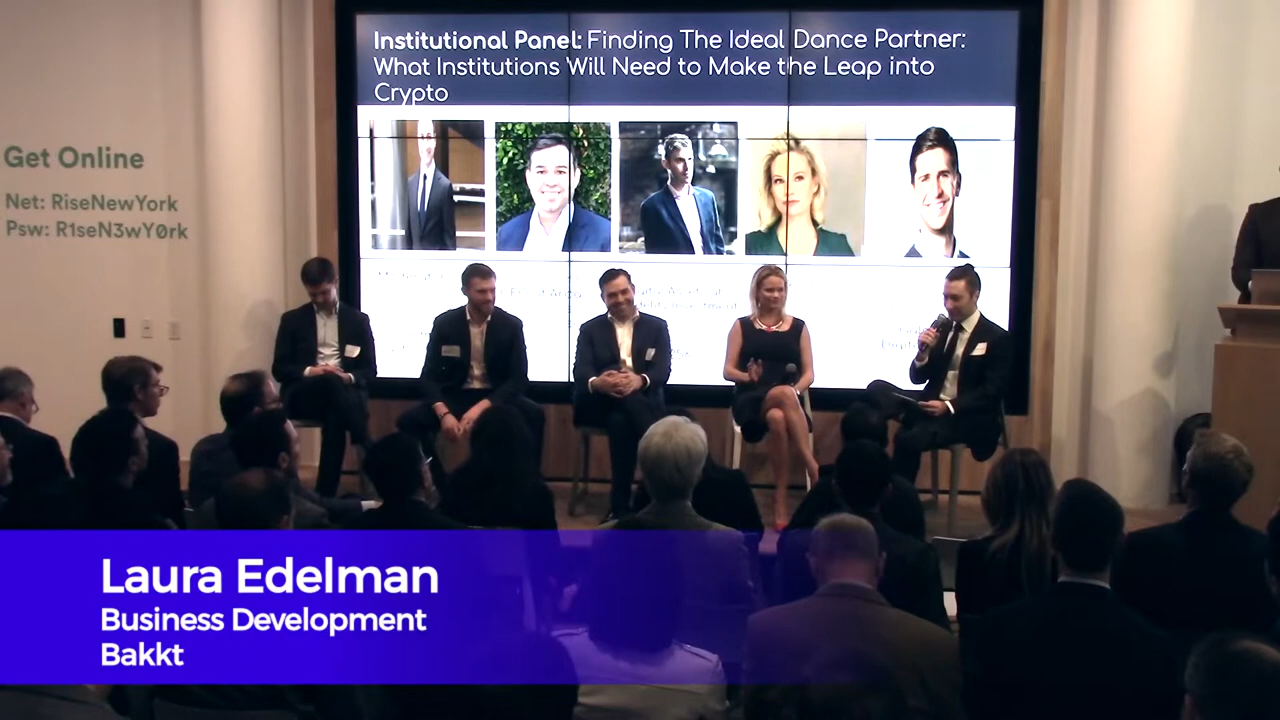 Institutional Panel: Finding The Ideal Dance Partner:
What Institutions Will Need to Make the Leap into
Crypto
Get Online
Net: RiseNewYork
Psw: R1seN3wY0rk
Laura Edelman
Business Development
Bakkt